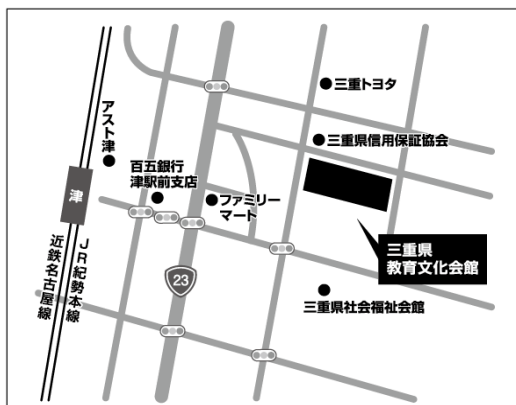 三重トヨタ
アスト津
三重県信用保証協会
百五銀行
津駅前支店
津
ファミリー
マート
三重県
教育文化会館
23
三重県社会福祉会館
JR紀勢本線
近鉄名古屋線